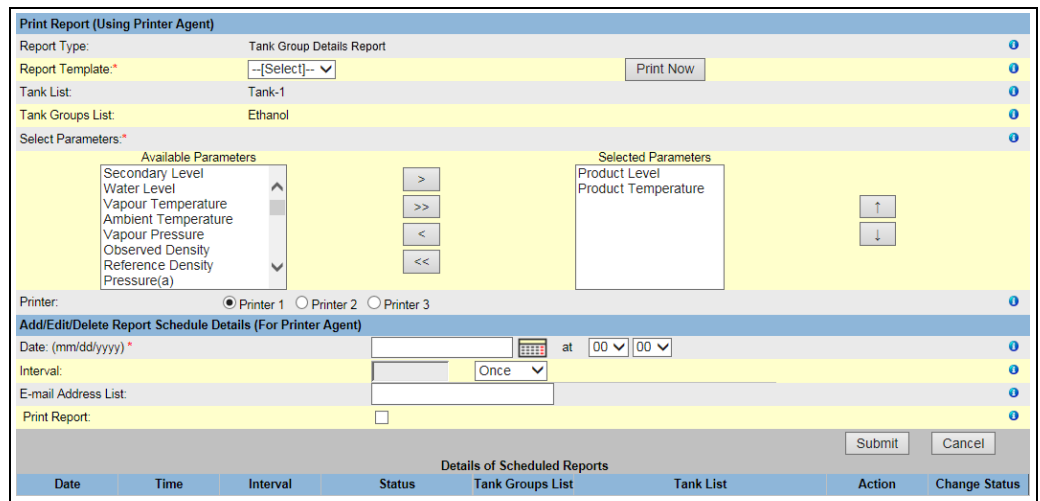 Print Report (Using Printer Agent)
Report Type: Tank Group Details Report
Report Template:* --[Select]-- Print Now
Tank List: Tank-1
Tank Groups List: Ethanol
Select Parameters:*
Available Parameters Selected Parameters
Secondary Level > Product Level
Water Level Product Temperature
Vapour Temperature >>
Ambient Temperature ↑
Vapour Pressure <
Observed Density ↓
Reference Density <<
Pressure(a)
Printer: Printer 1 Printer 2 Printer 3
Add/Edit/Delete Report Schedule Details (For Printer Agent)
Date: (mm/dd/yyyy) * at 00 00
Interval: Once
E-mail Address List:
Print Report:
Submit Cancel
Details of Scheduled Reports
Date Time Interval Status Tank Groups List Tank List Action Change Status